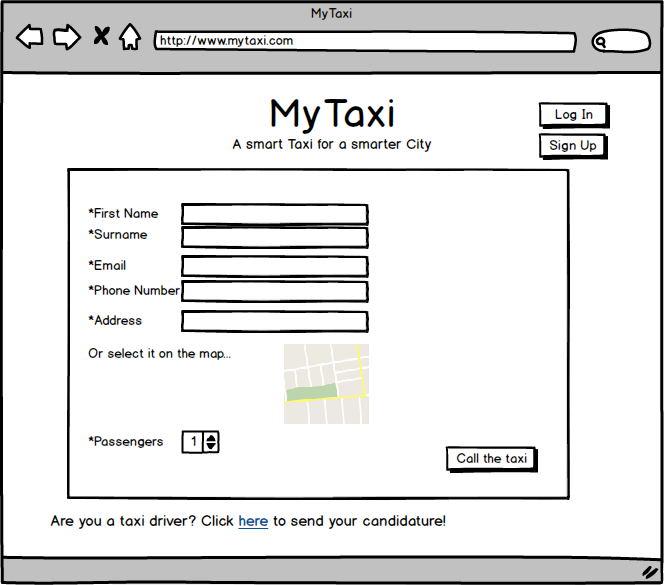 MyTaxi
http://www.mytaxi.com
MyTaxi
A smart Taxi for a smarter City
Log In
Sign Up
*First Name
*Surname
*Email
*Phone Number
*Address
Or select it on the map...
*Passengers
1
Call the taxi
Are you a taxi driver? Click here to send your candidature!